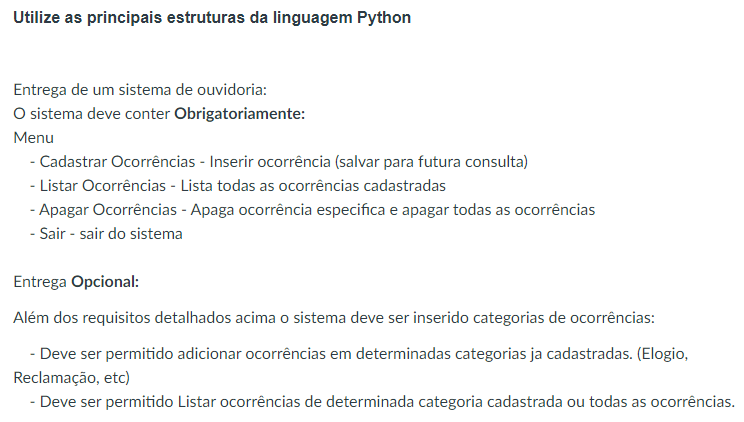 Utilize as principais estruturas da linguagem Python
Entrega de um sistema de ouvidoria:
O sistema deve conter Obrigatoriamente:
Menu
- Cadastrar Ocorrências - Inserir ocorrência (salvar para futura consulta)
- Listar Ocorrências - Lista todas as ocorrências cadastradas
- Apagar Ocorrências - Apaga ocorrência especifica e apagar todas as ocorrências
- Sair - sair do sistema
Entrega Opcional:
Além dos requisitos detalhados acima o sistema deve ser inserido categorias de ocorrências:
- Deve ser permitido adicionar ocorrências em determinadas categorias ja cadastradas. (Elogio,
Reclamação, etc)
- Deve ser permitido Listar ocorrências de determinada categoria cadastrada ou todas as ocorrências.